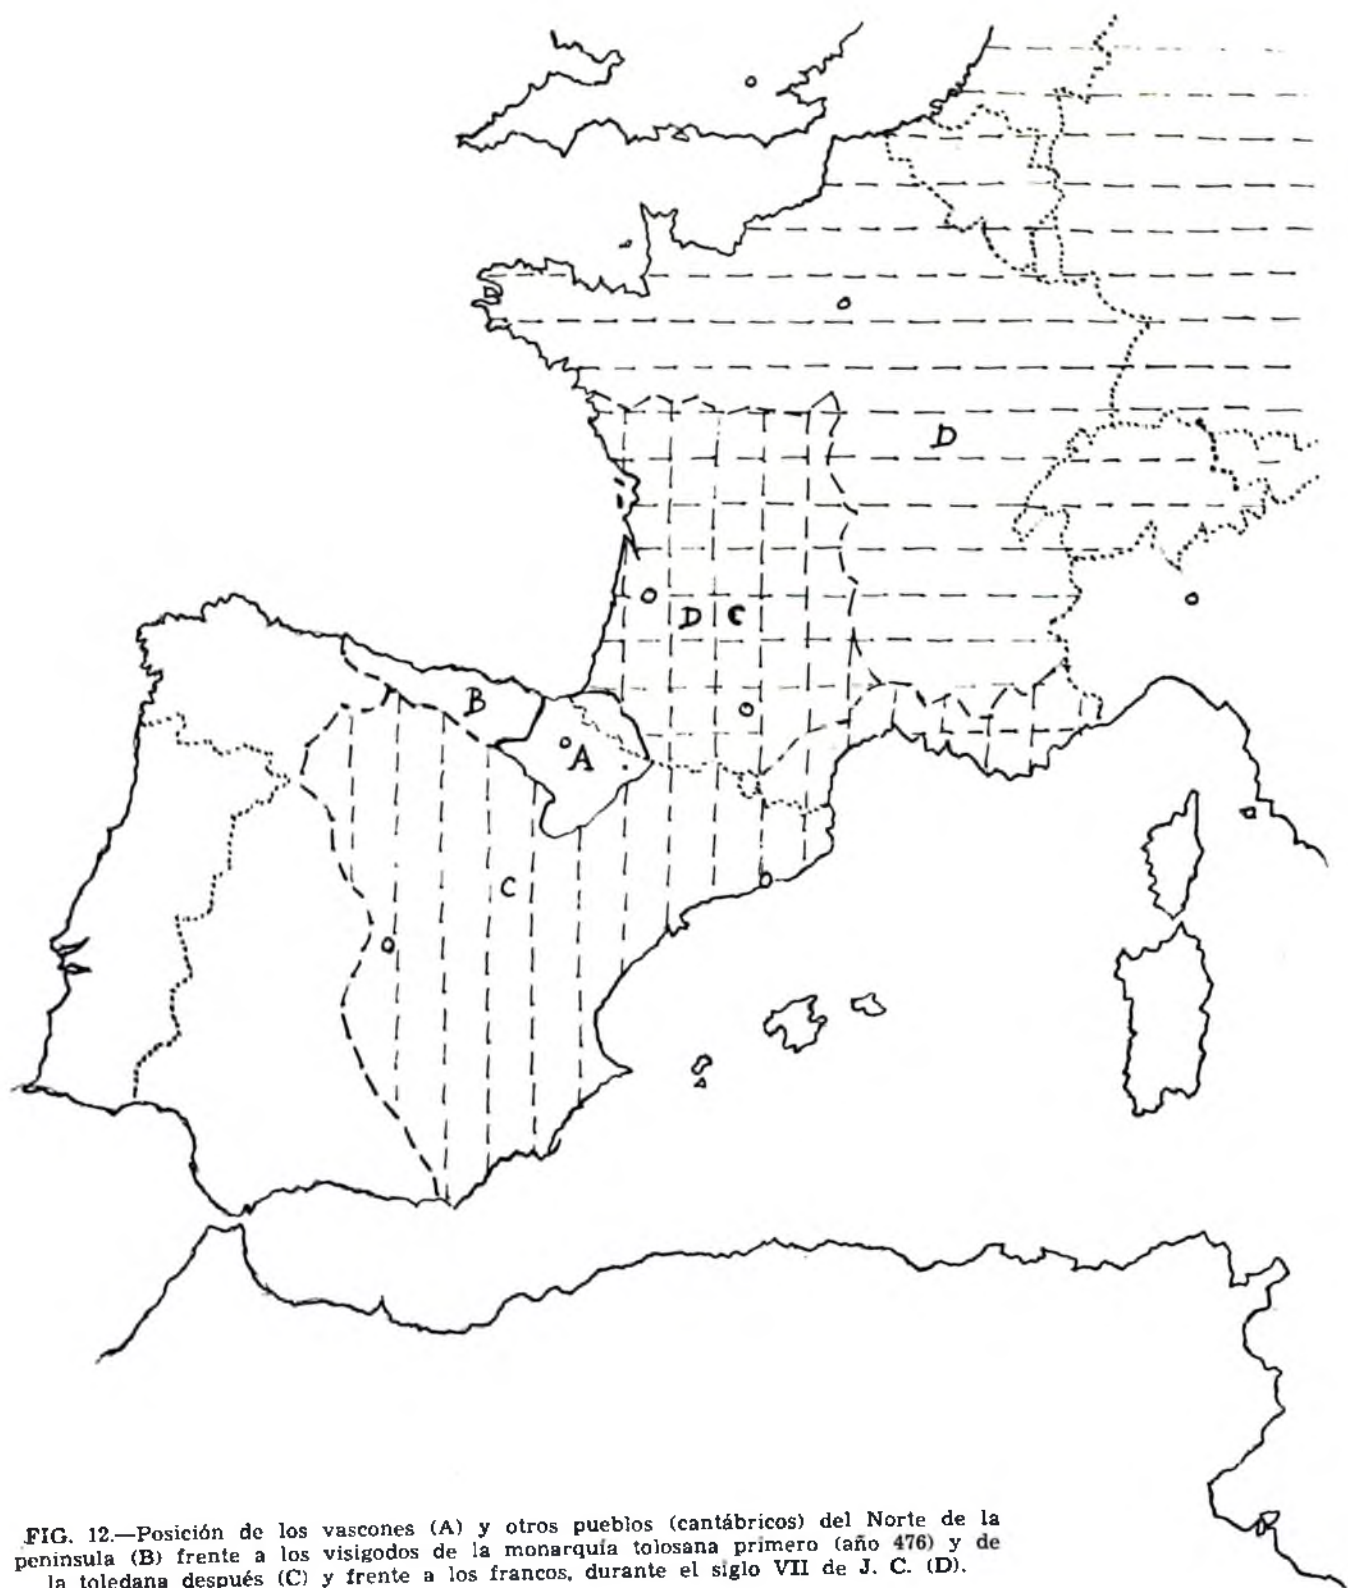 D
D C
B
A
C
FIG. 12.—Posición de los vascones (A) y otros pueblos (cantábricos) del Norte de la
peninsula (B) frente a los visigodos de la monarquía tolosana primero (año 476) y de
la toledana después (C) y frente a los francos, durante el siglo VII de J. C. (D).